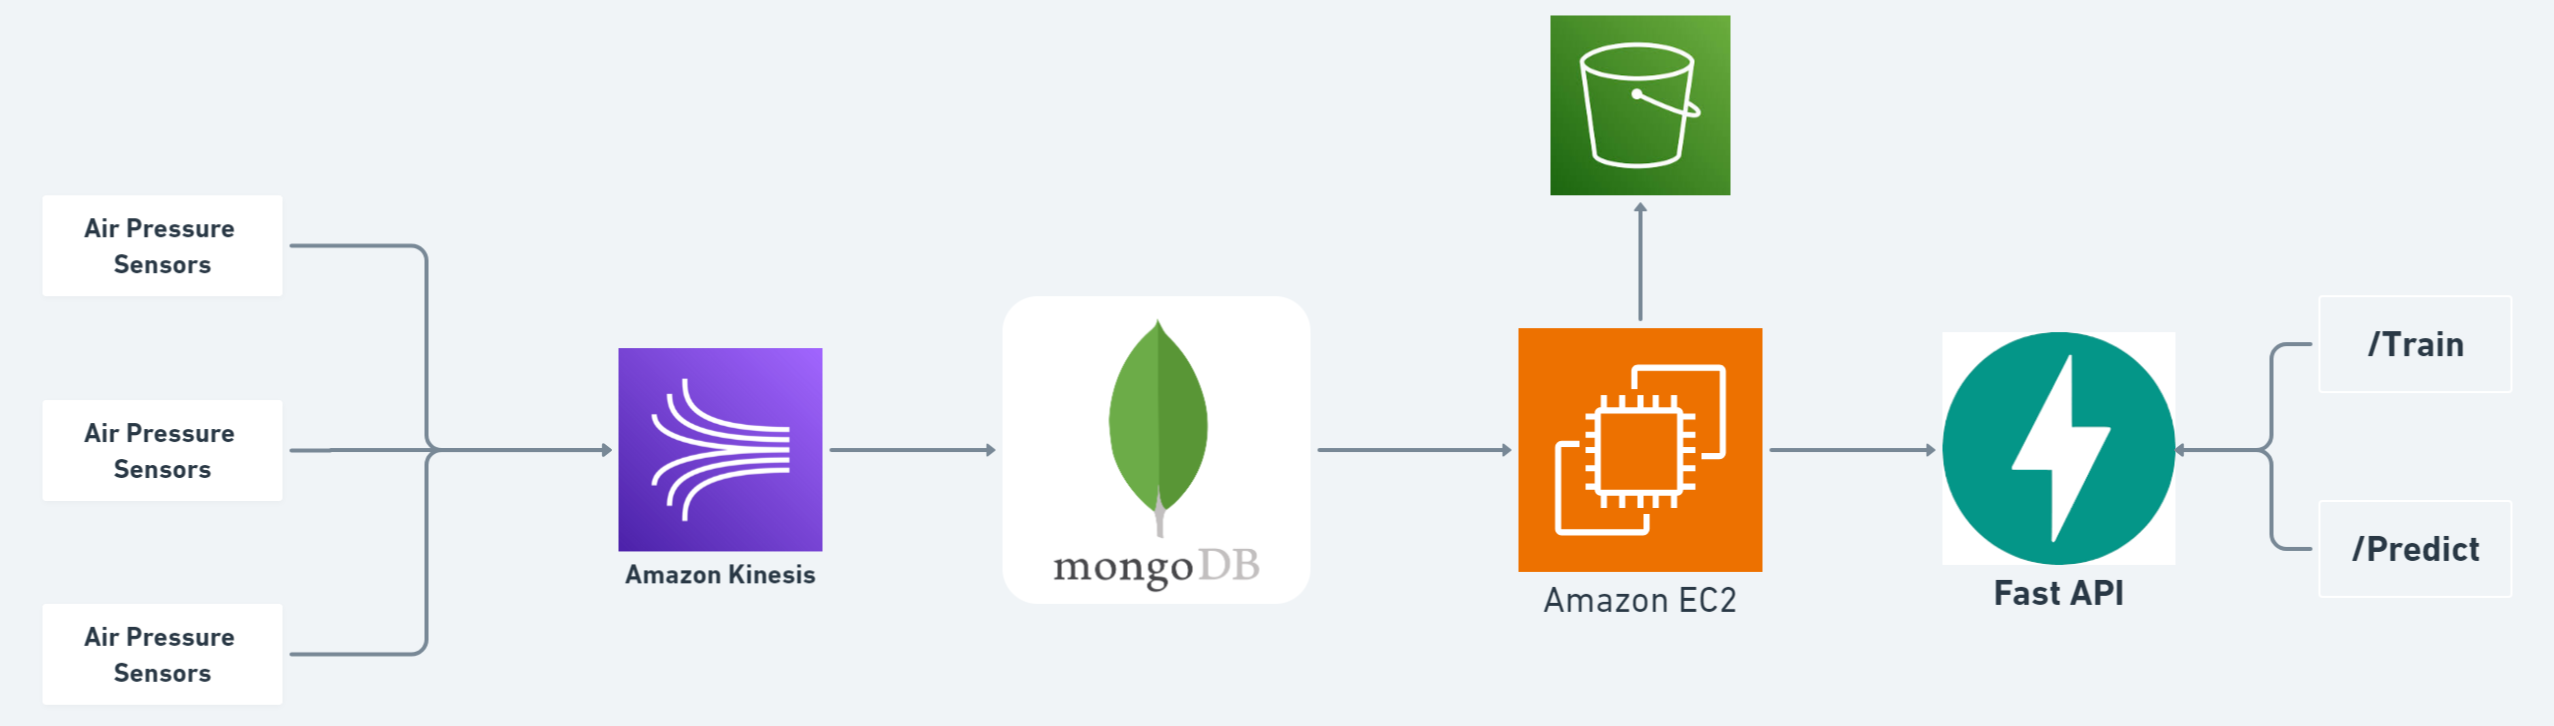 Air Pressure
Sensors
Air Pressure
Sensors
Air Pressure
Sensors
Amazon Kinesis
mongoDB
Amazon EC2
Fast API
/Train
/Predict